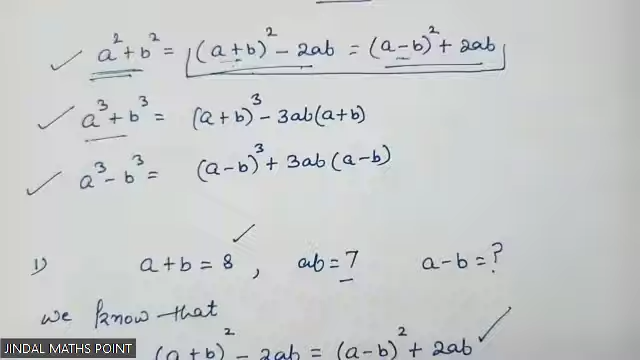 a² + b² = (a+b)² - 2ab = (a-b)² + 2ab
a³ + b³ = (a+b)³ - 3ab(a+b)
a³ - b³ = (a-b)³ + 3ab(a-b)
1) a+b = 8, ab = 7 a-b = ?
we know that
(a+b)² - 2ab = (a-b)² + 2ab
JINDAL MATHS POINT